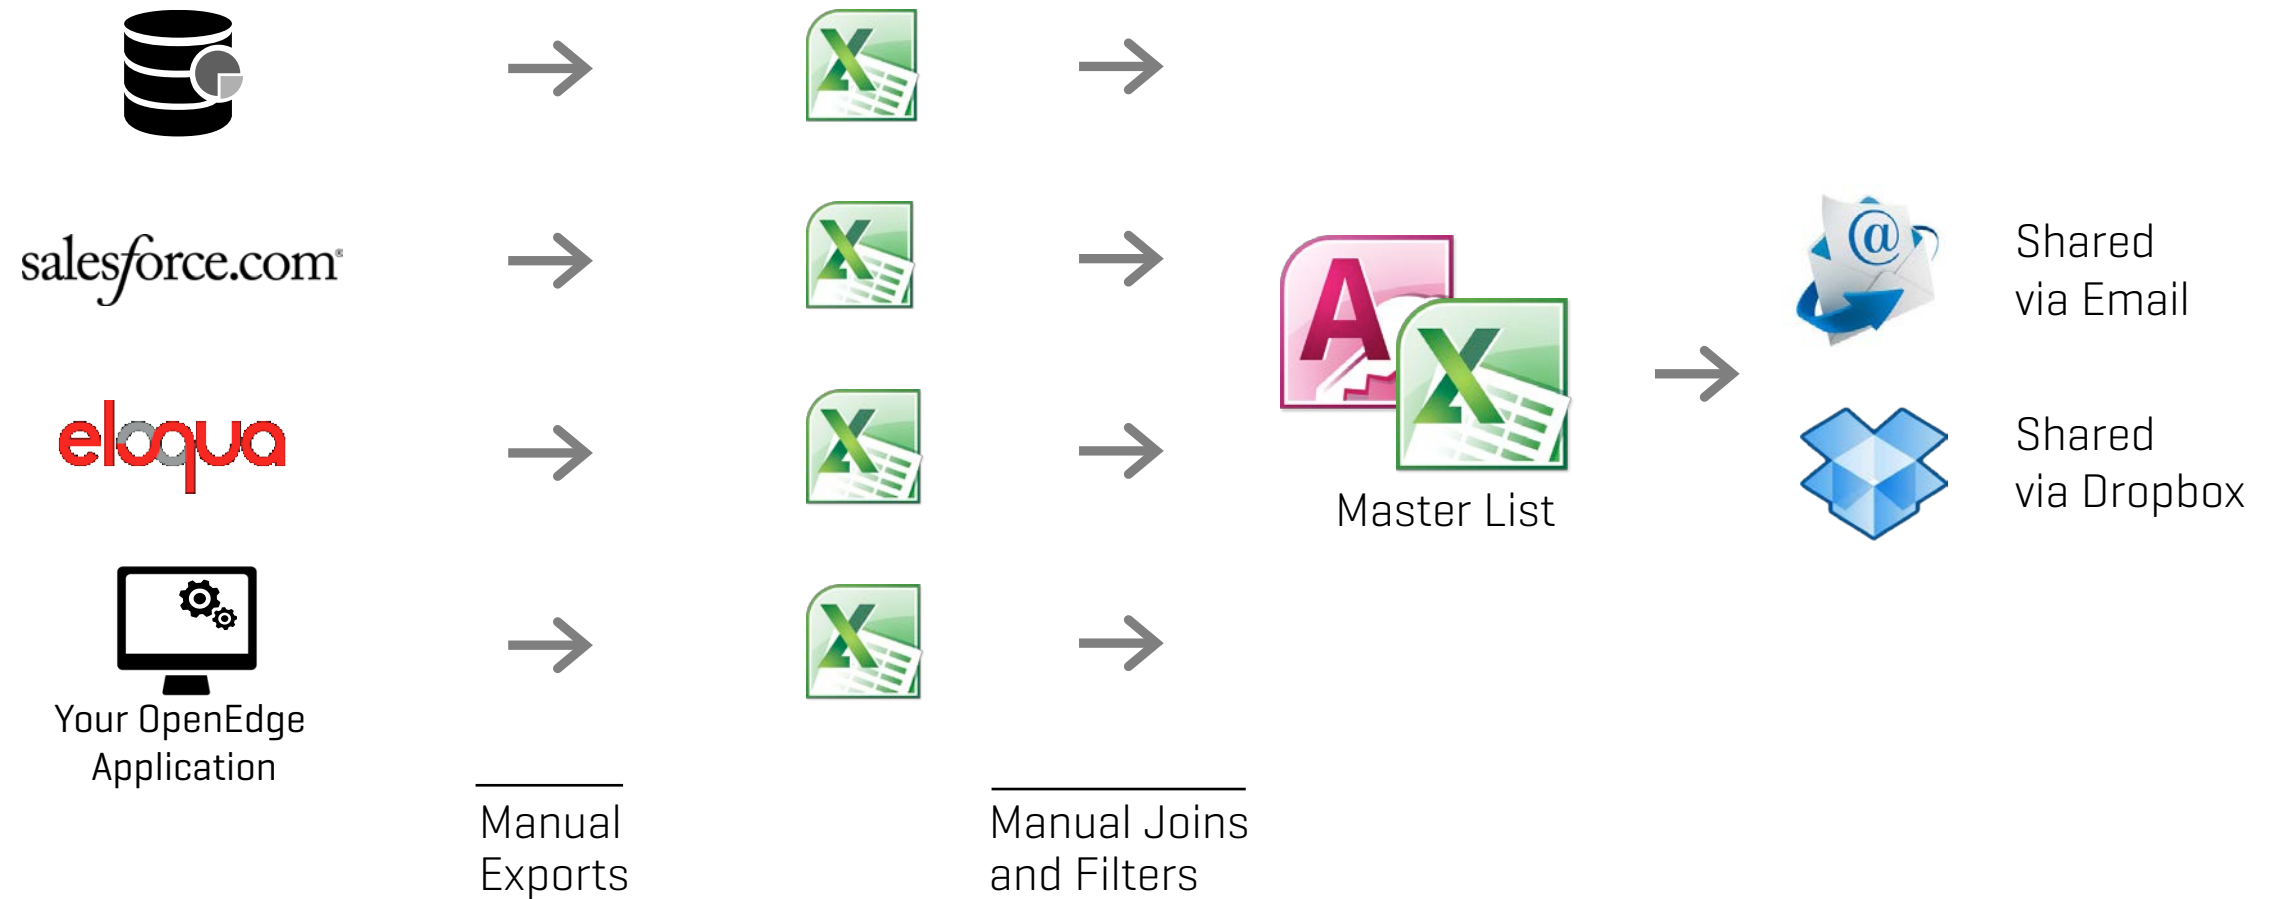 salesforce.com®
eloqua
Your OpenEdge
Application
Manual
Exports
Manual Joins
and Filters
A
X
Master List
@
Shared
via Email
Shared
via Dropbox